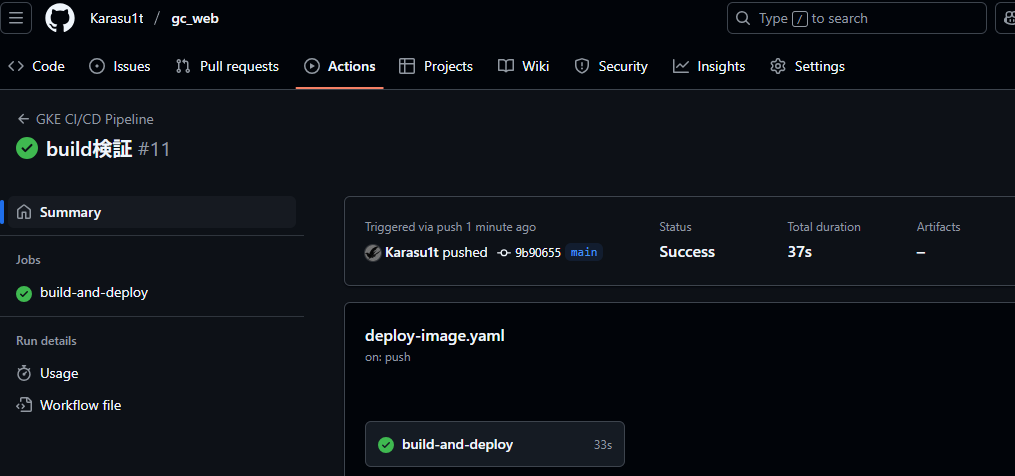 Karasu1t / gc_web
Type / to search
Code Issues Pull requests Actions Projects Wiki Security Insights Settings
← GKE CI/CD Pipeline
build検証 #11
Summary
Jobs
build-and-deploy
Run details
Usage
Workflow file
Triggered via push 1 minute ago
Karasu1t pushed 9b90655 main
Status
Success
Total duration
37s
Artifacts
–
deploy-image.yaml
on: push
build-and-deploy 33s